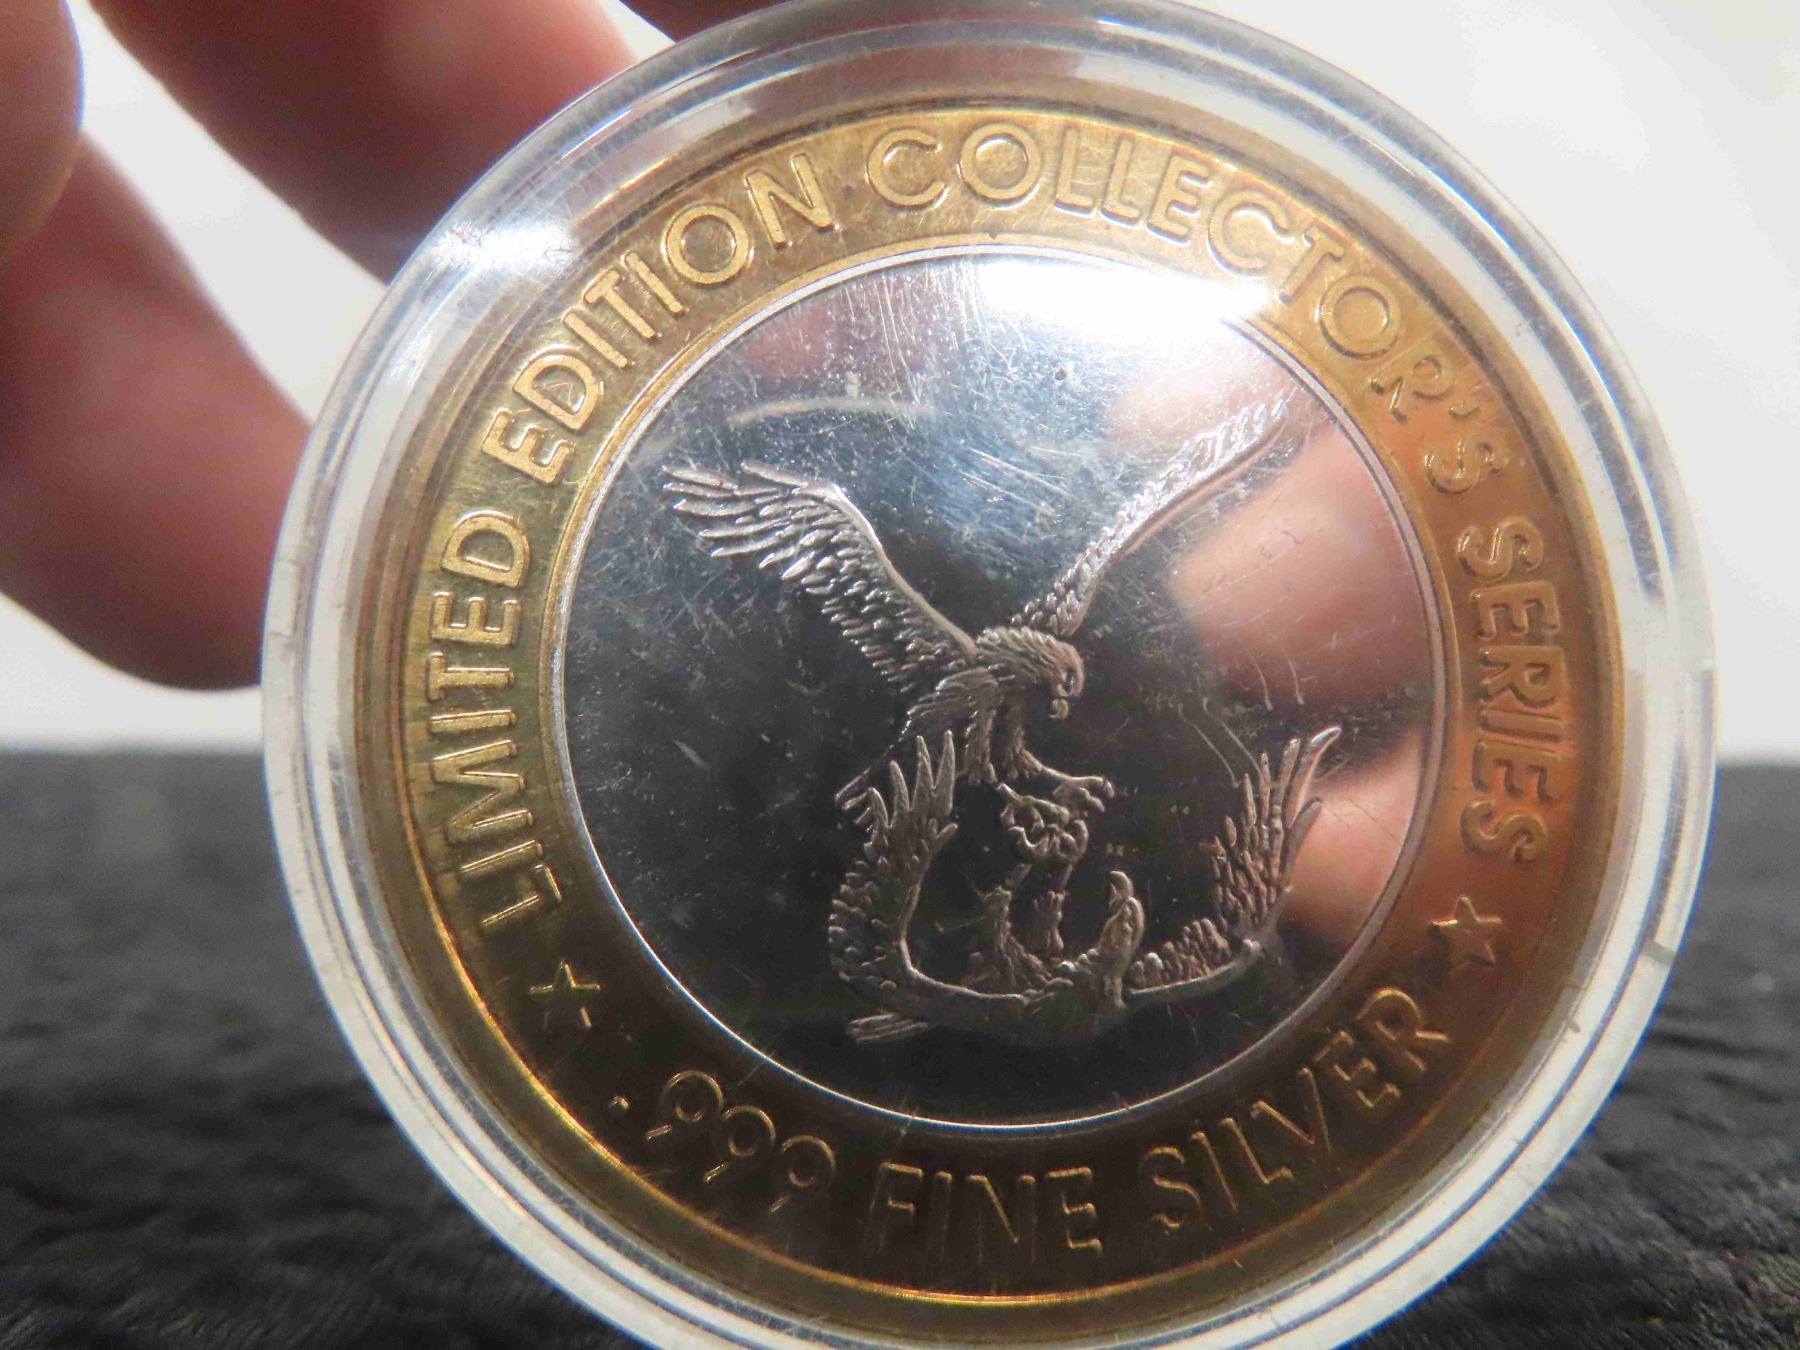 LIMITED EDITION COLLECTOR'S SERIES
.999 FINE SILVER